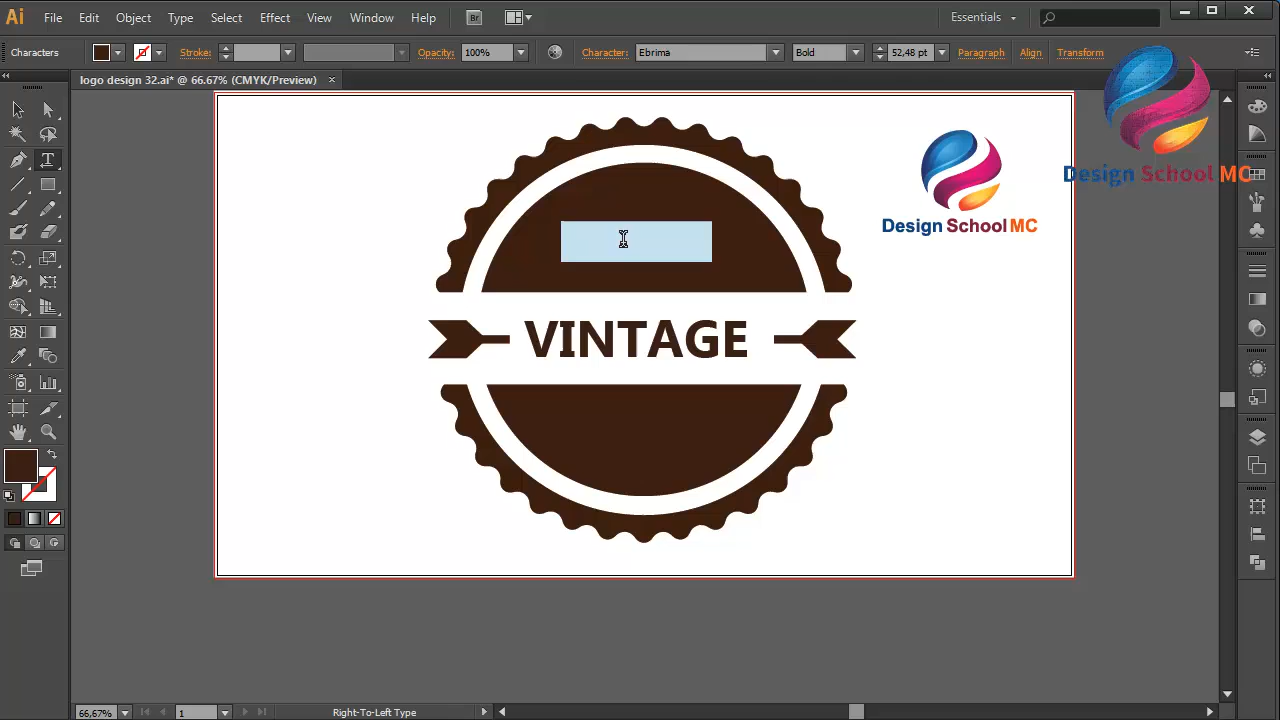 Ai File Edit Object Type Select Effect View Window Help Br Essentials
Characters Stroke: Opacity: 100% Character: Ebrima Bold 52,48 pt Paragraph Align Transform
logo design 32.ai* @ 66.67% (CMYK/Preview) ×
Design School MC
Design School MC
VINTAGE
66,67% 1 Right-To-Left Type